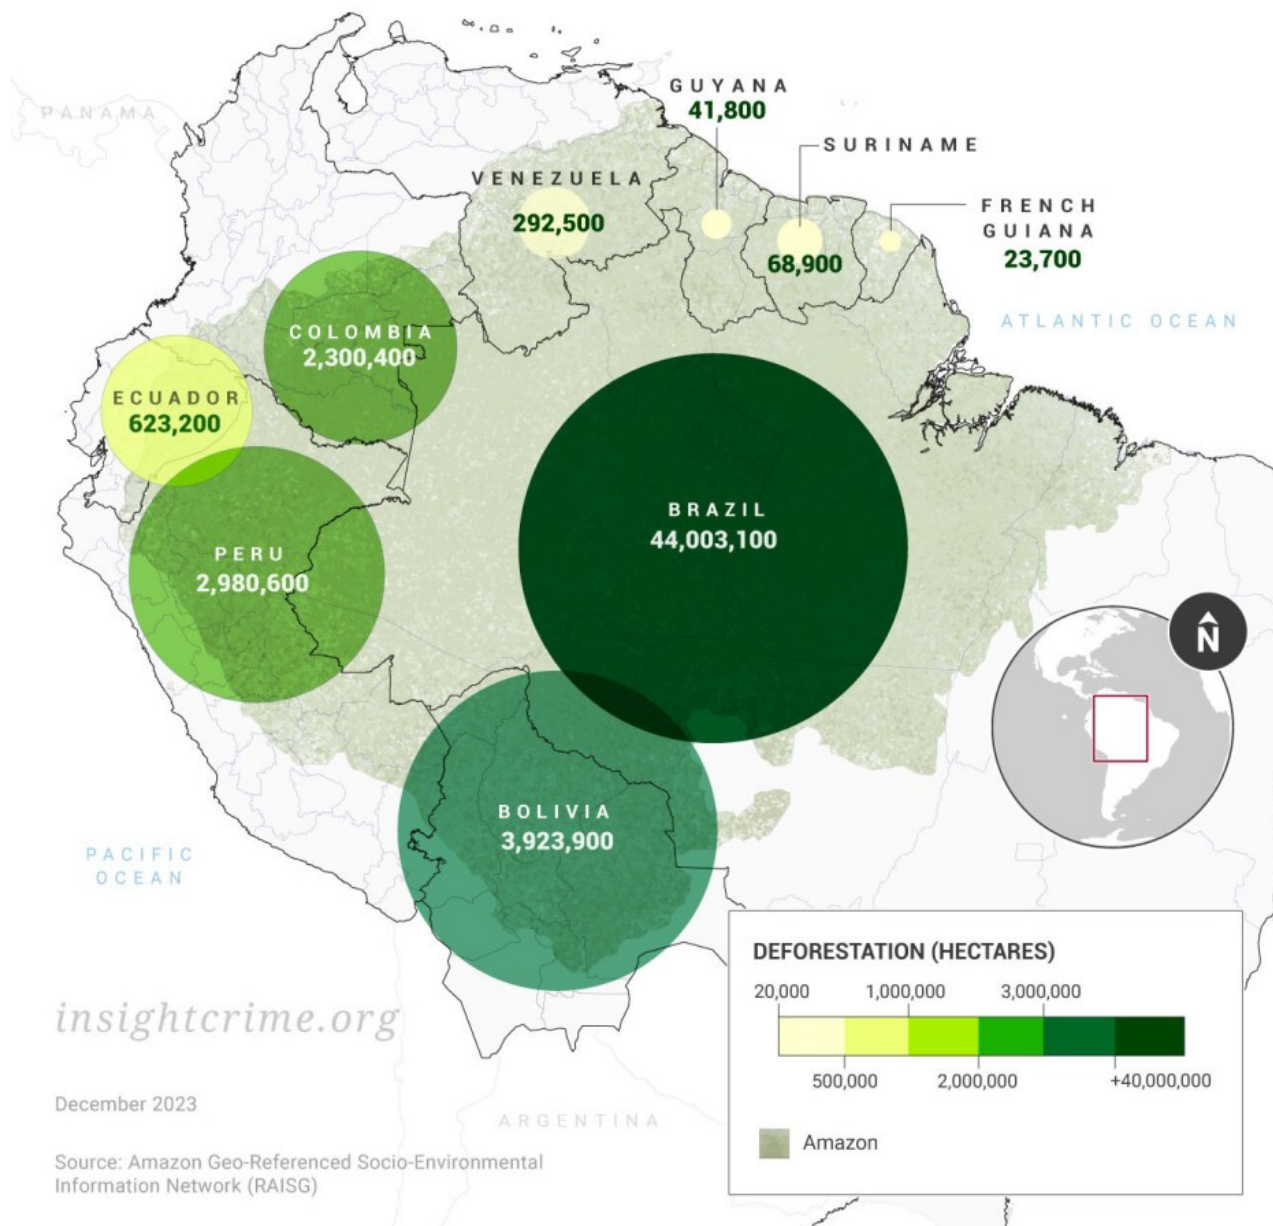 PANAMA
GUYANA
41,800
SURINAME
68,900
VENEZUELA
292,500
FRENCH
GUIANA
23,700
ATLANTIC OCEAN
COLOMBIA
2,300,400
ECUADOR
623,200
BRAZIL
44,003,100
PERU
2,980,600
N
BOLIVIA
3,923,900
PACIFIC
OCEAN
DEFORESTATION (HECTARES)
20,000 1,000,000 3,000,000
500,000 2,000,000 +40,000,000
Amazon
insightcrime.org
December 2023
ARGENTINA
Source: Amazon Geo-Referenced Socio-Environmental
Information Network (RAISG)